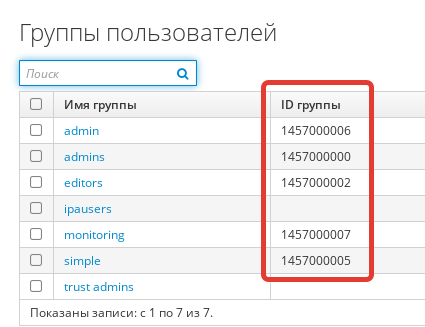 Группы пользователей
Поиск
Имя группы ID группы
admin 1457000006
admins 1457000000
editors 1457000002
ipausers
monitoring 1457000007
simple 1457000005
trust admins
Показаны записи: с 1 по 7 из 7.